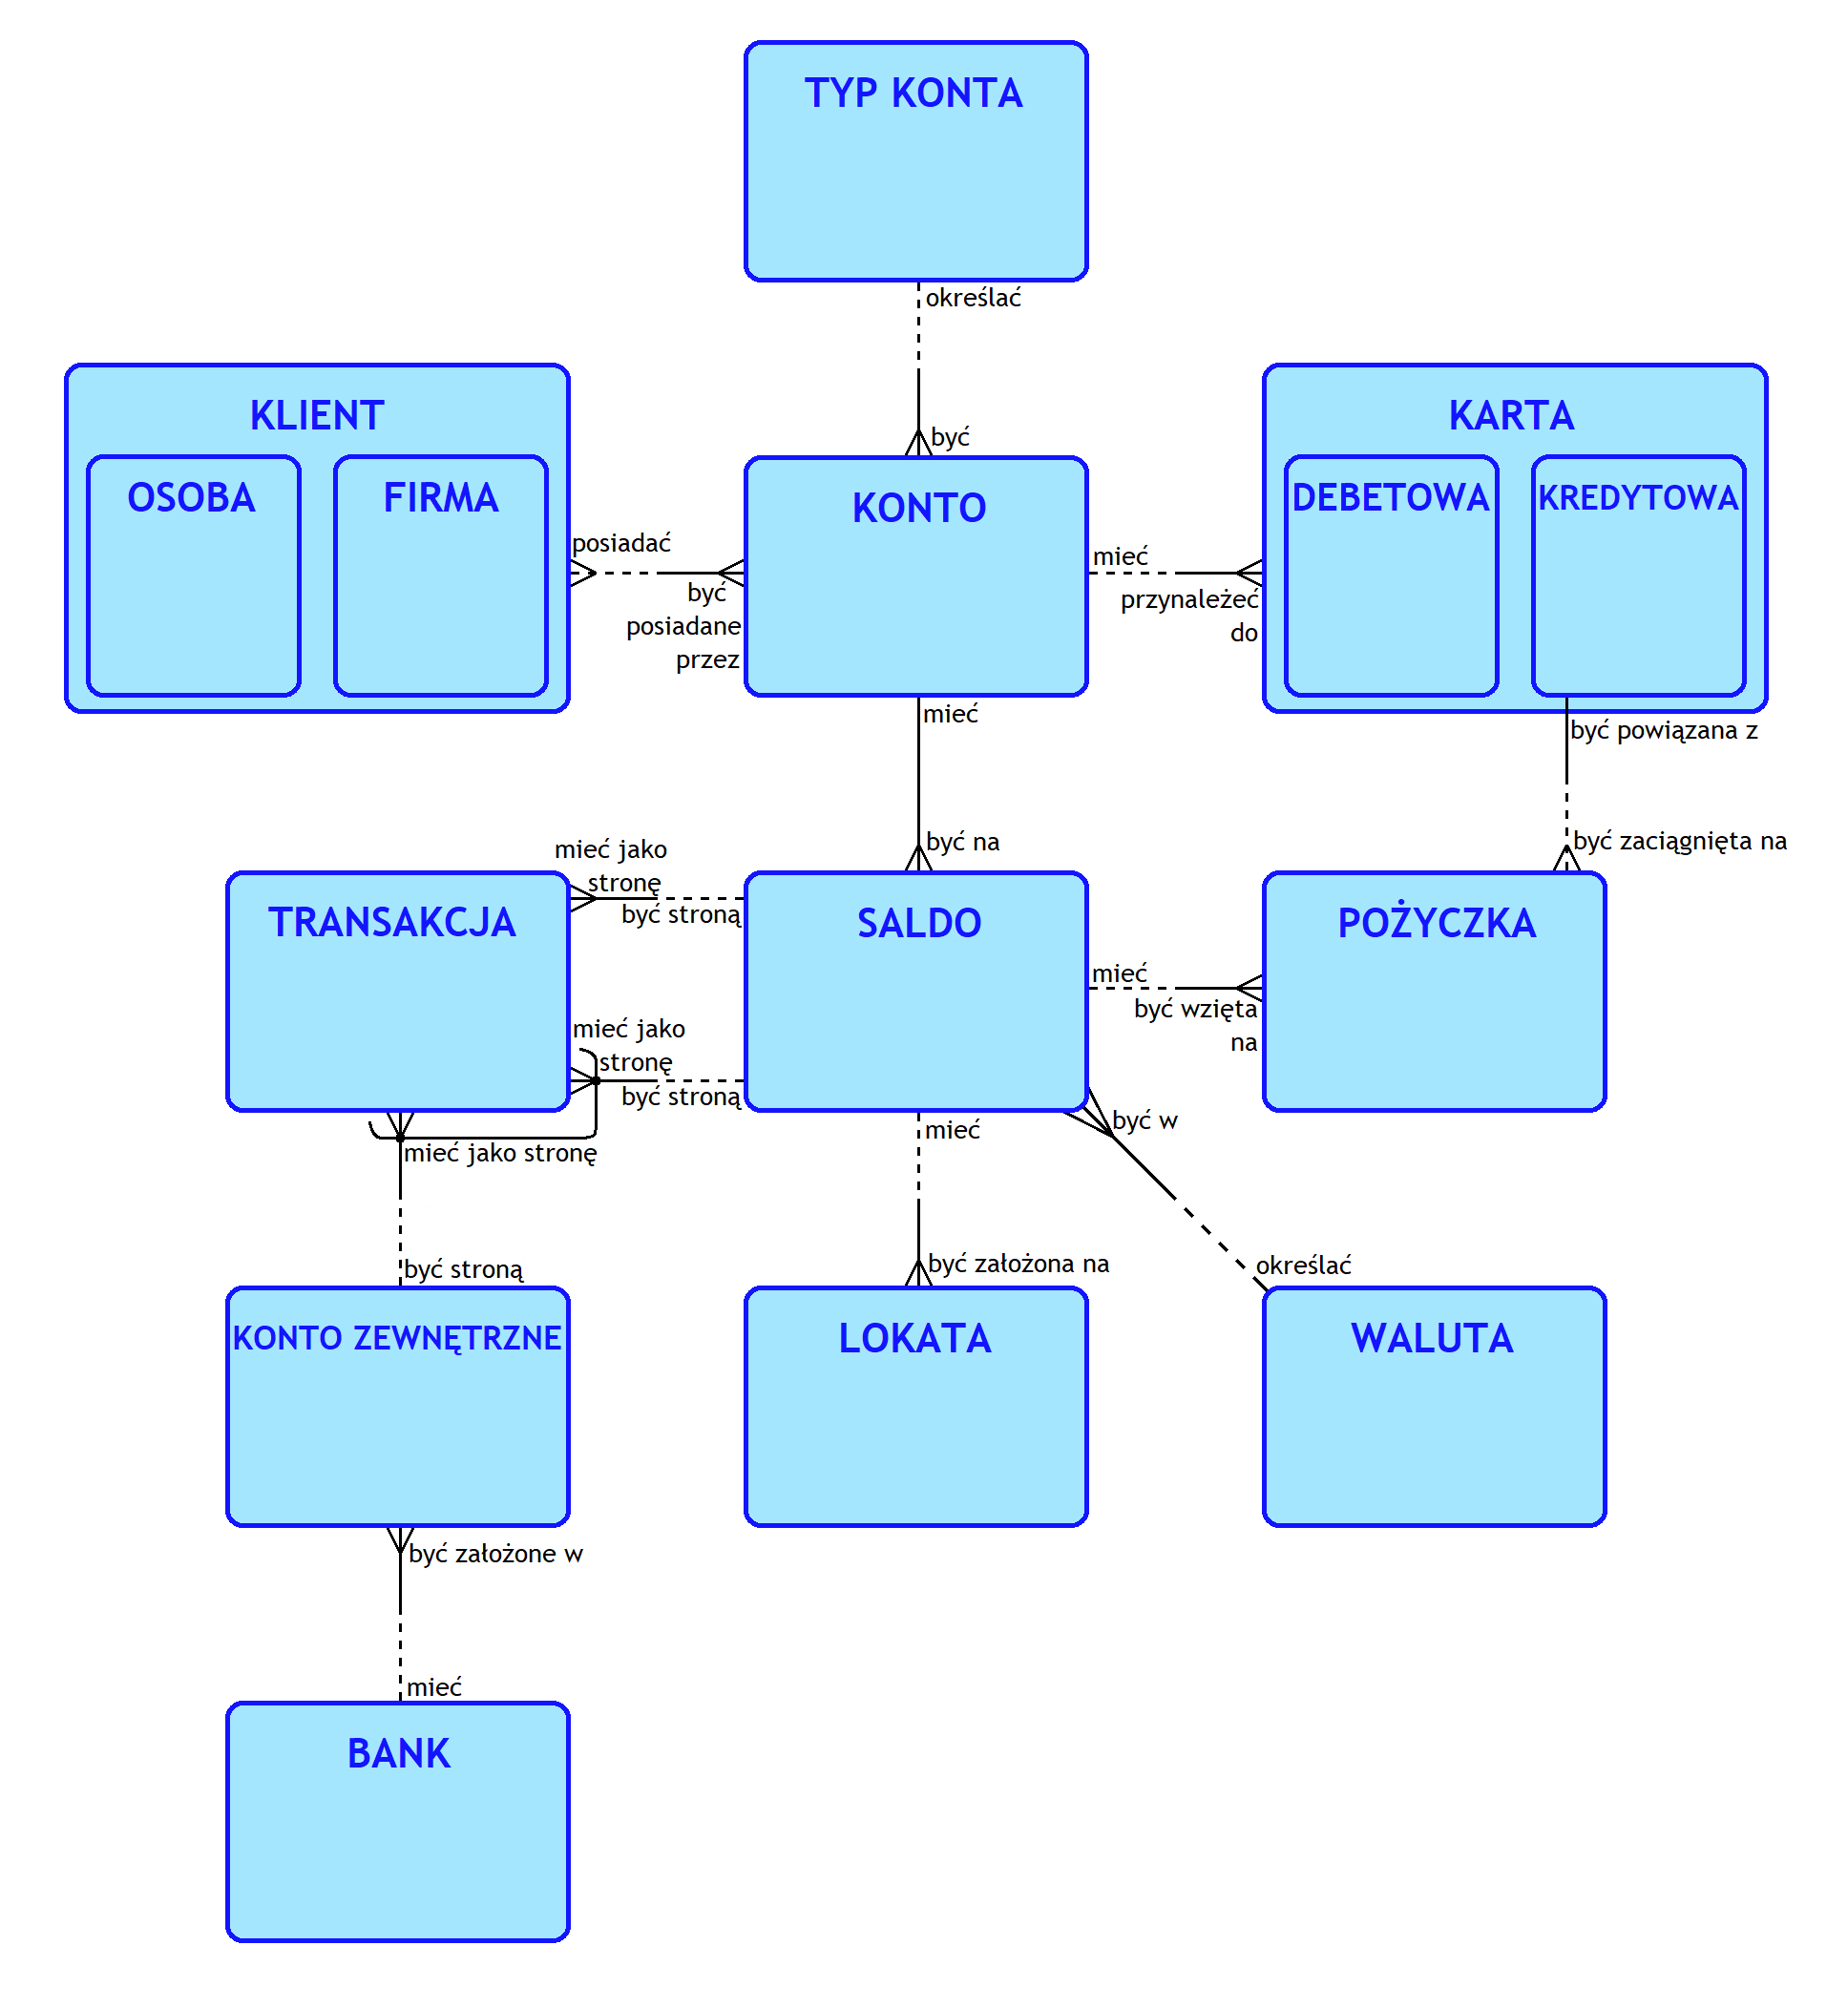 TYP KONTA
określać
być
KLIENT
OSOBA
FIRMA
posiadać
być
posiadane
przez
KONTO
mieć
przynależeć
do
KARTA
DEBETOWA
KREDYTOWA
być powiązana z
mieć
być na
być zaciągnięta na
mieć jako
stronę
być stroną
TRANSAKCJA
SALDO
POŻYCZKA
mieć
być wzięta
na
mieć jako
stronę
być stroną
mieć jako stronę
mieć
być w
być stroną
być założona na
określać
KONTO ZEWNĘTRZNE
LOKATA
WALUTA
być założone w
mieć
BANK